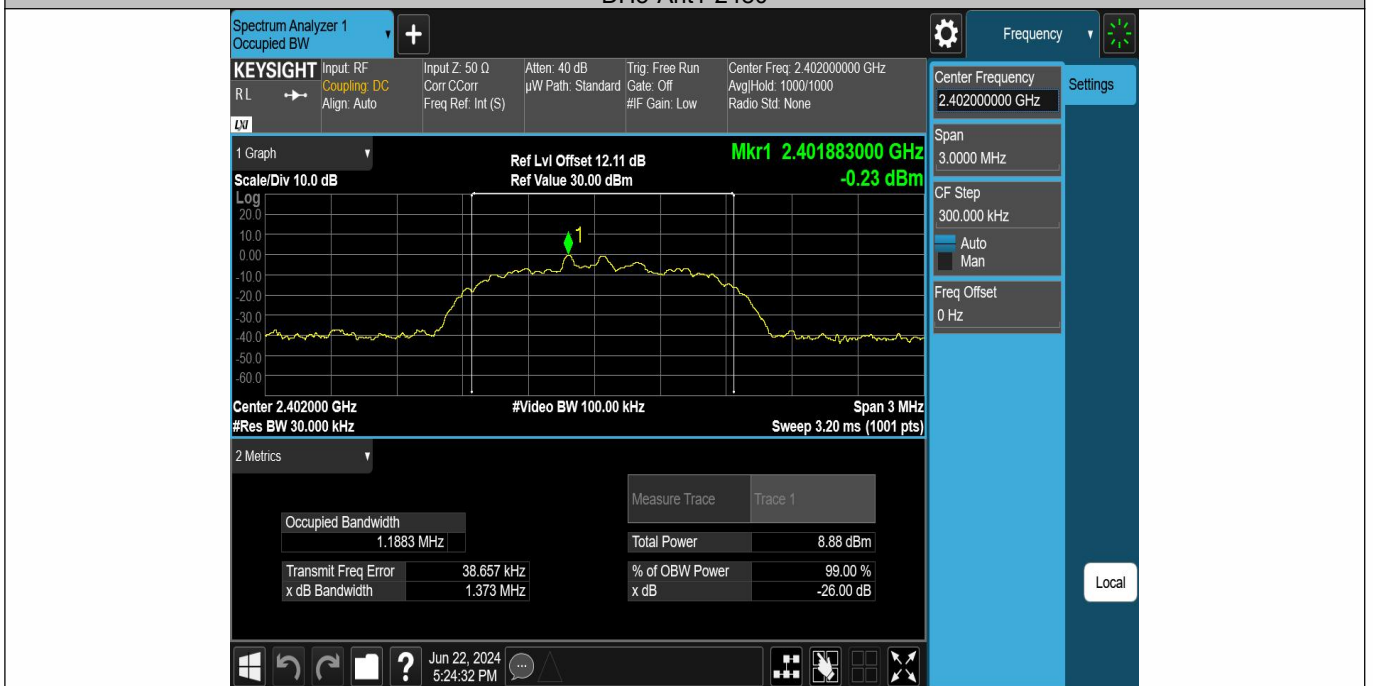 Spectrum Analyzer 1
Occupied BW
Frequency
KEYSIGHT
RL
LXI
Input: RF
Coupling: DC
Align: Auto
Input Z: 50 Ω
Corr CCorr
Freq Ref: Int (S)
Atten: 40 dB
µW Path: Standard
Trig: Free Run
Gate: Off
#IF Gain: Low
Center Freq: 2.402000000 GHz
Avg|Hold: 1000/1000
Radio Std: None
Center Frequency
2.402000000 GHz
Settings
Span
3.0000 MHz
CF Step
300.000 kHz
Auto
Man
Freq Offset
0 Hz
Local
1 Graph
Scale/Div 10.0 dB
Ref Lvl Offset 12.11 dB
Ref Value 30.00 dBm
Mkr1 2.401883000 GHz
-0.23 dBm
Log
20.0
10.0
0.00
-10.0
-20.0
-30.0
-40.0
-50.0
-60.0
1
Center 2.402000 GHz
#Res BW 30.000 kHz
#Video BW 100.00 kHz
Span 3 MHz
Sweep 3.20 ms (1001 pts)
2 Metrics
Measure Trace Trace 1
Occupied Bandwidth
1.1883 MHz
Total Power 8.88 dBm
Transmit Freq Error 38.657 kHz
% of OBW Power 99.00 %
x dB Bandwidth 1.373 MHz
x dB -26.00 dB
Jun 22, 2024
5:24:32 PM